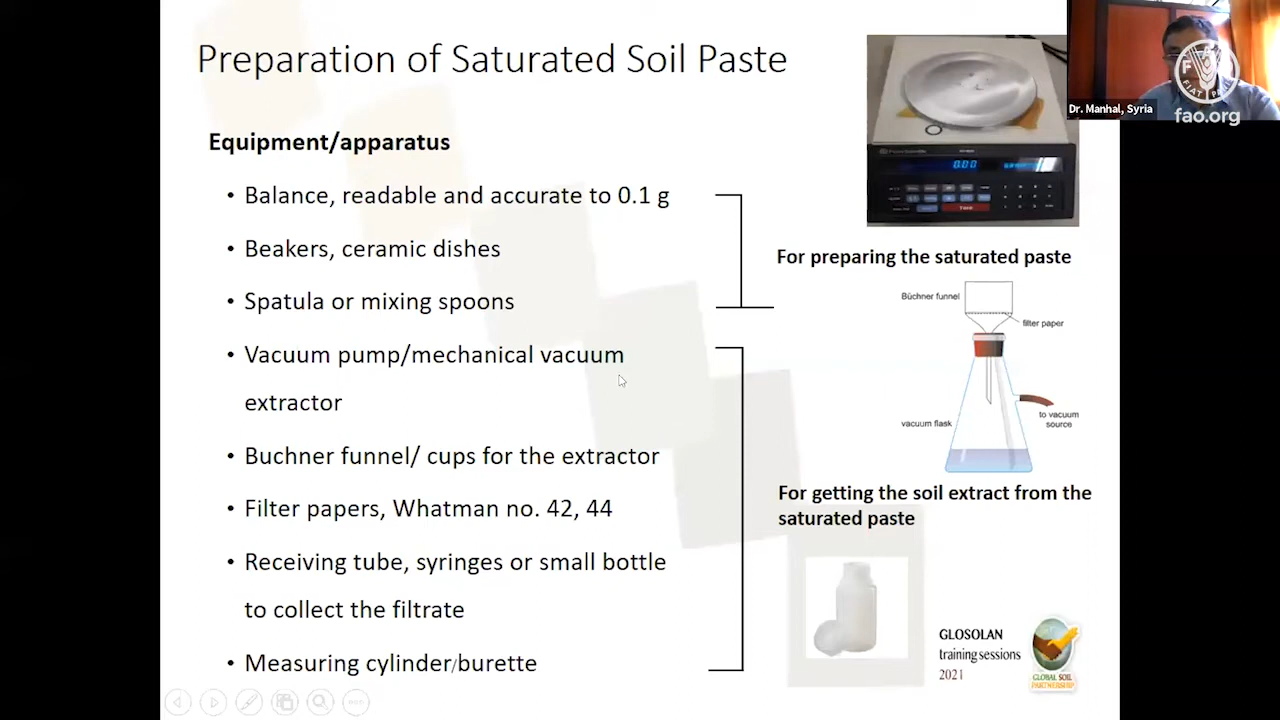 Preparation of Saturated Soil Paste
Dr. Manhal, Syria
fao.org
Equipment/apparatus
• Balance, readable and accurate to 0.1 g
• Beakers, ceramic dishes
• Spatula or mixing spoons
• Vacuum pump/mechanical vacuum
extractor
• Buchner funnel/ cups for the extractor
• Filter papers, Whatman no. 42, 44
• Receiving tube, syringes or small bottle
to collect the filtrate
• Measuring cylinder/burette
0.00
For preparing the saturated paste
Büchner funnel
filter paper
vacuum flask
to vacuum
source
For getting the soil extract from the
saturated paste
GLOSOLAN
training sessions
2021
GLOBAL SOIL
PARTNERSHIP